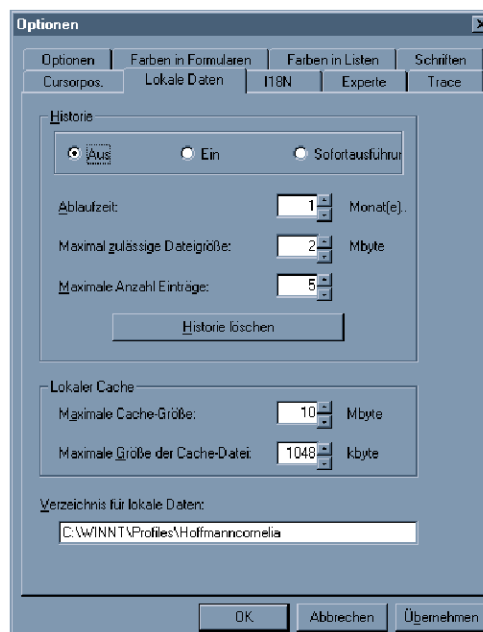 Optionen
Optionen Farben in Formularen Farben in Listen Schriften
Cursorpos. Lokale Daten I18N Experte Trace
Historie
Aus Ein Sofortausführur
Ablaufzeit: 1 Monat(e)..
Maximal zulässige Dateigröße: 2 Mbyte
Maximale Anzahl Einträge: 5
Historie löschen
Lokaler Cache
Maximale Cache-Größe: 10 Mbyte
Maximale Größe der Cache-Datei: 1048 kbyte
Verzeichnis für lokale Daten:
C:\WINNT\Profiles\Hoffmanncornelia
OK Abbrechen Übernehmen